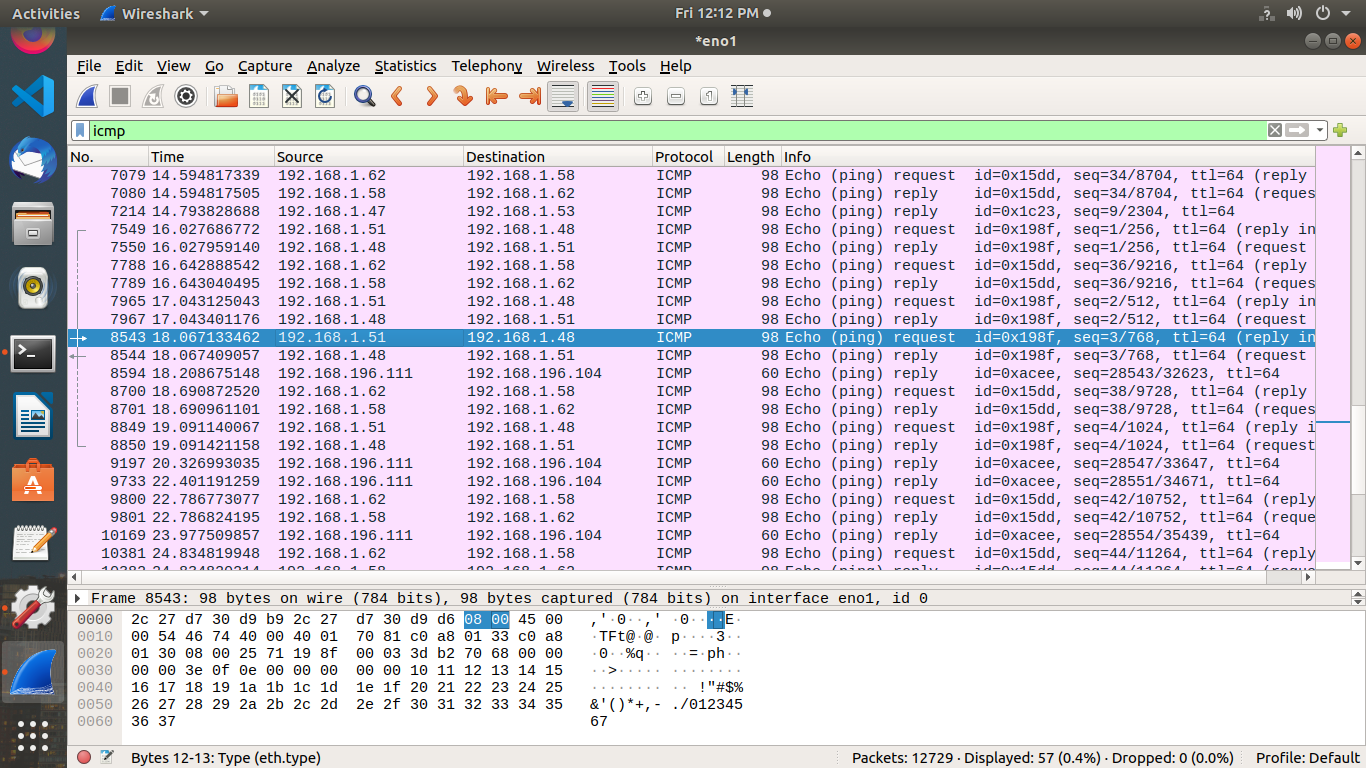 Activities Wireshark Fri 12:12 PM
*eno1
File Edit View Go Capture Analyze Statistics Telephony Wireless Tools Help
icmp
No. Time Source Destination Protocol Length Info
7079 14.594817339 192.168.1.62 192.168.1.58 ICMP 98 Echo (ping) request id=0x15dd, seq=34/8704, ttl=64 (reply
7080 14.594817505 192.168.1.58 192.168.1.62 ICMP 98 Echo (ping) reply id=0x15dd, seq=34/8704, ttl=64 (reques
7214 14.793828688 192.168.1.47 192.168.1.53 ICMP 98 Echo (ping) reply id=0x1c23, seq=9/2304, ttl=64
7549 16.027686772 192.168.1.51 192.168.1.48 ICMP 98 Echo (ping) request id=0x198f, seq=1/256, ttl=64 (reply in
7550 16.027959140 192.168.1.48 192.168.1.51 ICMP 98 Echo (ping) reply id=0x198f, seq=1/256, ttl=64 (request
7788 16.642888542 192.168.1.62 192.168.1.58 ICMP 98 Echo (ping) request id=0x15dd, seq=36/9216, ttl=64 (reply
7789 16.643040495 192.168.1.58 192.168.1.62 ICMP 98 Echo (ping) reply id=0x15dd, seq=36/9216, ttl=64 (reques
7965 17.043125043 192.168.1.51 192.168.1.48 ICMP 98 Echo (ping) request id=0x198f, seq=2/512, ttl=64 (reply in
7967 17.043401176 192.168.1.48 192.168.1.51 ICMP 98 Echo (ping) reply id=0x198f, seq=2/512, ttl=64 (request
8543 18.067133462 192.168.1.51 192.168.1.48 ICMP 98 Echo (ping) request id=0x198f, seq=3/768, ttl=64 (reply in
8544 18.067409057 192.168.1.48 192.168.1.51 ICMP 98 Echo (ping) reply id=0x198f, seq=3/768, ttl=64 (request
8594 18.208675148 192.168.196.111 192.168.196.104 ICMP 60 Echo (ping) reply id=0xacee, seq=28543/32623, ttl=64
8700 18.690872520 192.168.1.62 192.168.1.58 ICMP 98 Echo (ping) request id=0x15dd, seq=38/9728, ttl=64 (reply
8701 18.690961101 192.168.1.58 192.168.1.62 ICMP 98 Echo (ping) reply id=0x15dd, seq=38/9728, ttl=64 (reques
8849 19.091140067 192.168.1.51 192.168.1.48 ICMP 98 Echo (ping) request id=0x198f, seq=4/1024, ttl=64 (reply i
8850 19.091421158 192.168.1.48 192.168.1.51 ICMP 98 Echo (ping) reply id=0x198f, seq=4/1024, ttl=64 (request
9197 20.326993035 192.168.196.111 192.168.196.104 ICMP 60 Echo (ping) reply id=0xacee, seq=28547/33647, ttl=64
9733 22.401191259 192.168.196.111 192.168.196.104 ICMP 60 Echo (ping) reply id=0xacee, seq=28551/34671, ttl=64
9800 22.786773077 192.168.1.62 192.168.1.58 ICMP 98 Echo (ping) request id=0x15dd, seq=42/10752, ttl=64 (reply
9801 22.786824195 192.168.1.58 192.168.1.62 ICMP 98 Echo (ping) reply id=0x15dd, seq=42/10752, ttl=64 (reque
10169 23.977509857 192.168.196.111 192.168.196.104 ICMP 60 Echo (ping) reply id=0xacee, seq=28554/35439, ttl=64
10381 24.834819948 192.168.1.62 192.168.1.58 ICMP 98 Echo (ping) request id=0x15dd, seq=44/11264, ttl=64 (reply
Frame 8543: 98 bytes on wire (784 bits), 98 bytes captured (784 bits) on interface eno1, id 0
0000 2c 27 d7 30 d9 b9 2c 27 d7 30 d9 d6 08 00 45 00 ,'·0··,' ·0····E·
0010 00 54 46 74 40 00 40 01 70 81 c0 a8 01 33 c0 a8 ·TFt@·@· p····3··
0020 01 30 08 00 25 71 19 8f 00 03 3d b2 70 68 00 00 ·0··%q·· ··=·ph··
0030 00 00 3e 0f 0e 00 00 00 00 00 10 11 12 13 14 15 ··>····· ········
0040 16 17 18 19 1a 1b 1c 1d 1e 1f 20 21 22 23 24 25 ········ ·· !"#$%
0050 26 27 28 29 2a 2b 2c 2d 2e 2f 30 31 32 33 34 35 &'()*+,- ./012345
0060 36 37 67
Bytes 12-13: Type (eth.type) Packets: 12729 · Displayed: 57 (0.4%) · Dropped: 0 (0.0%) Profile: Default